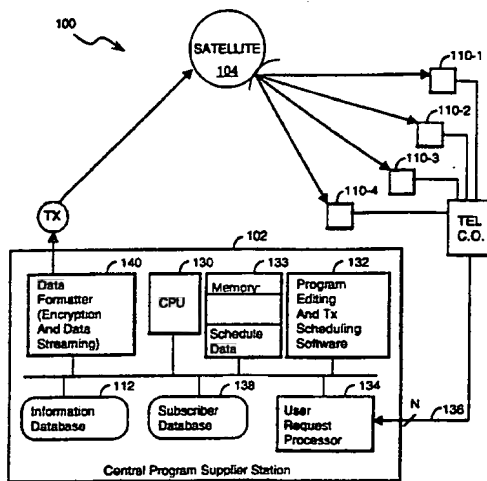 100
SATELLITE
104
110-1
110-2
110-3
110-4
TX
TEL
C.O.
102
140
130
133
132
Data
Formatter
(Encryption
And Data
Streaming)
CPU
Memory
Schedule
Data
Program
Editing
And Tx
Scheduling
Software
112
138
134
N
136
Information
Database
Subscriber
Database
User
Request
Processor
Central Program Supplier Station